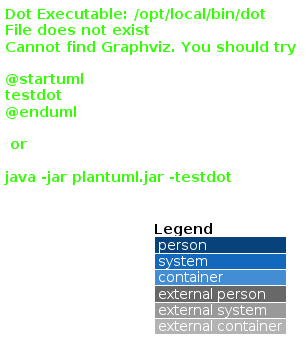 Dot Executable: /opt/local/bin/dot
File does not exist
Cannot find Graphviz. You should try
@startuml
testdot
@enduml
or
java -jar plantuml.jar -testdot
Legend
person
system
container
external person
external system
external container